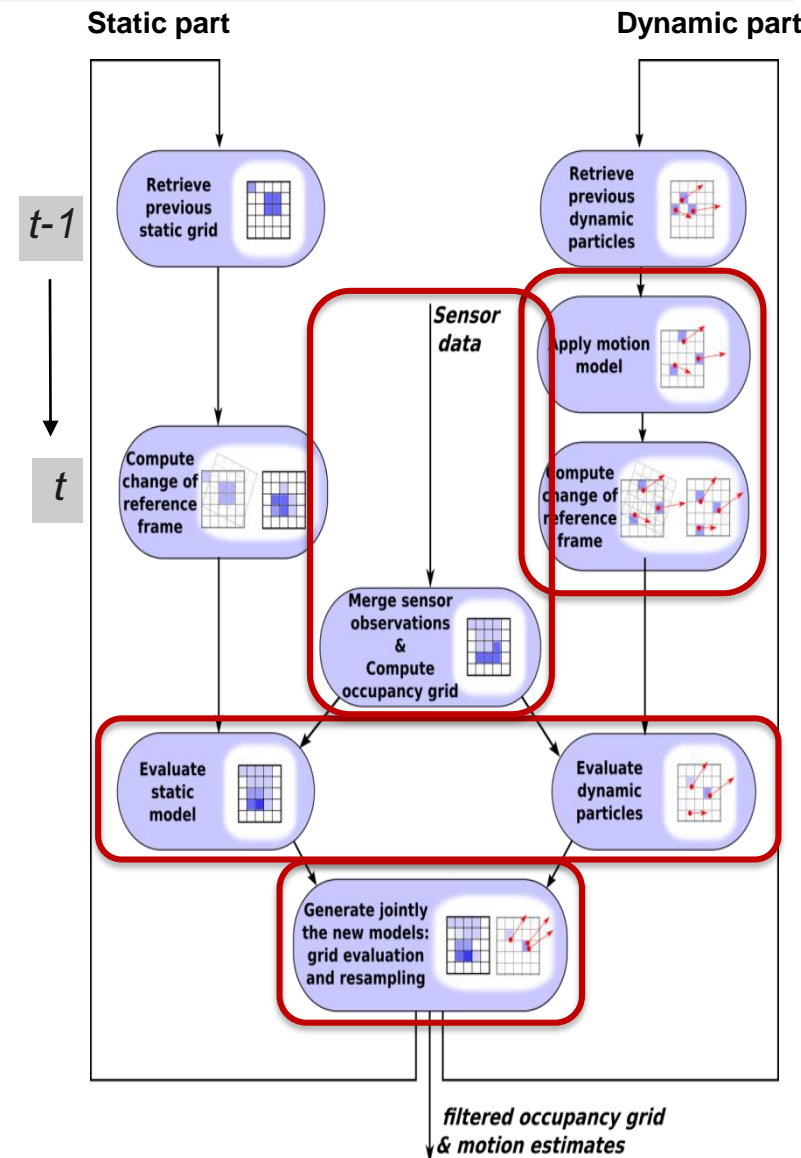 Static part
Dynamic part
Retrieve
previous
static grid
Retrieve
previous
dynamic
particles
t-1
Sensor
data
Apply motion
model
Compute
change of
reference
frame
Compute
change of
reference
frame
t
Merge sensor
observations
&
Compute
occupancy grid
Evaluate
static
model
Evaluate
dynamic
particles
Generate jointly
the new models:
grid evaluation
and resampling
filtered occupancy grid
& motion estimates